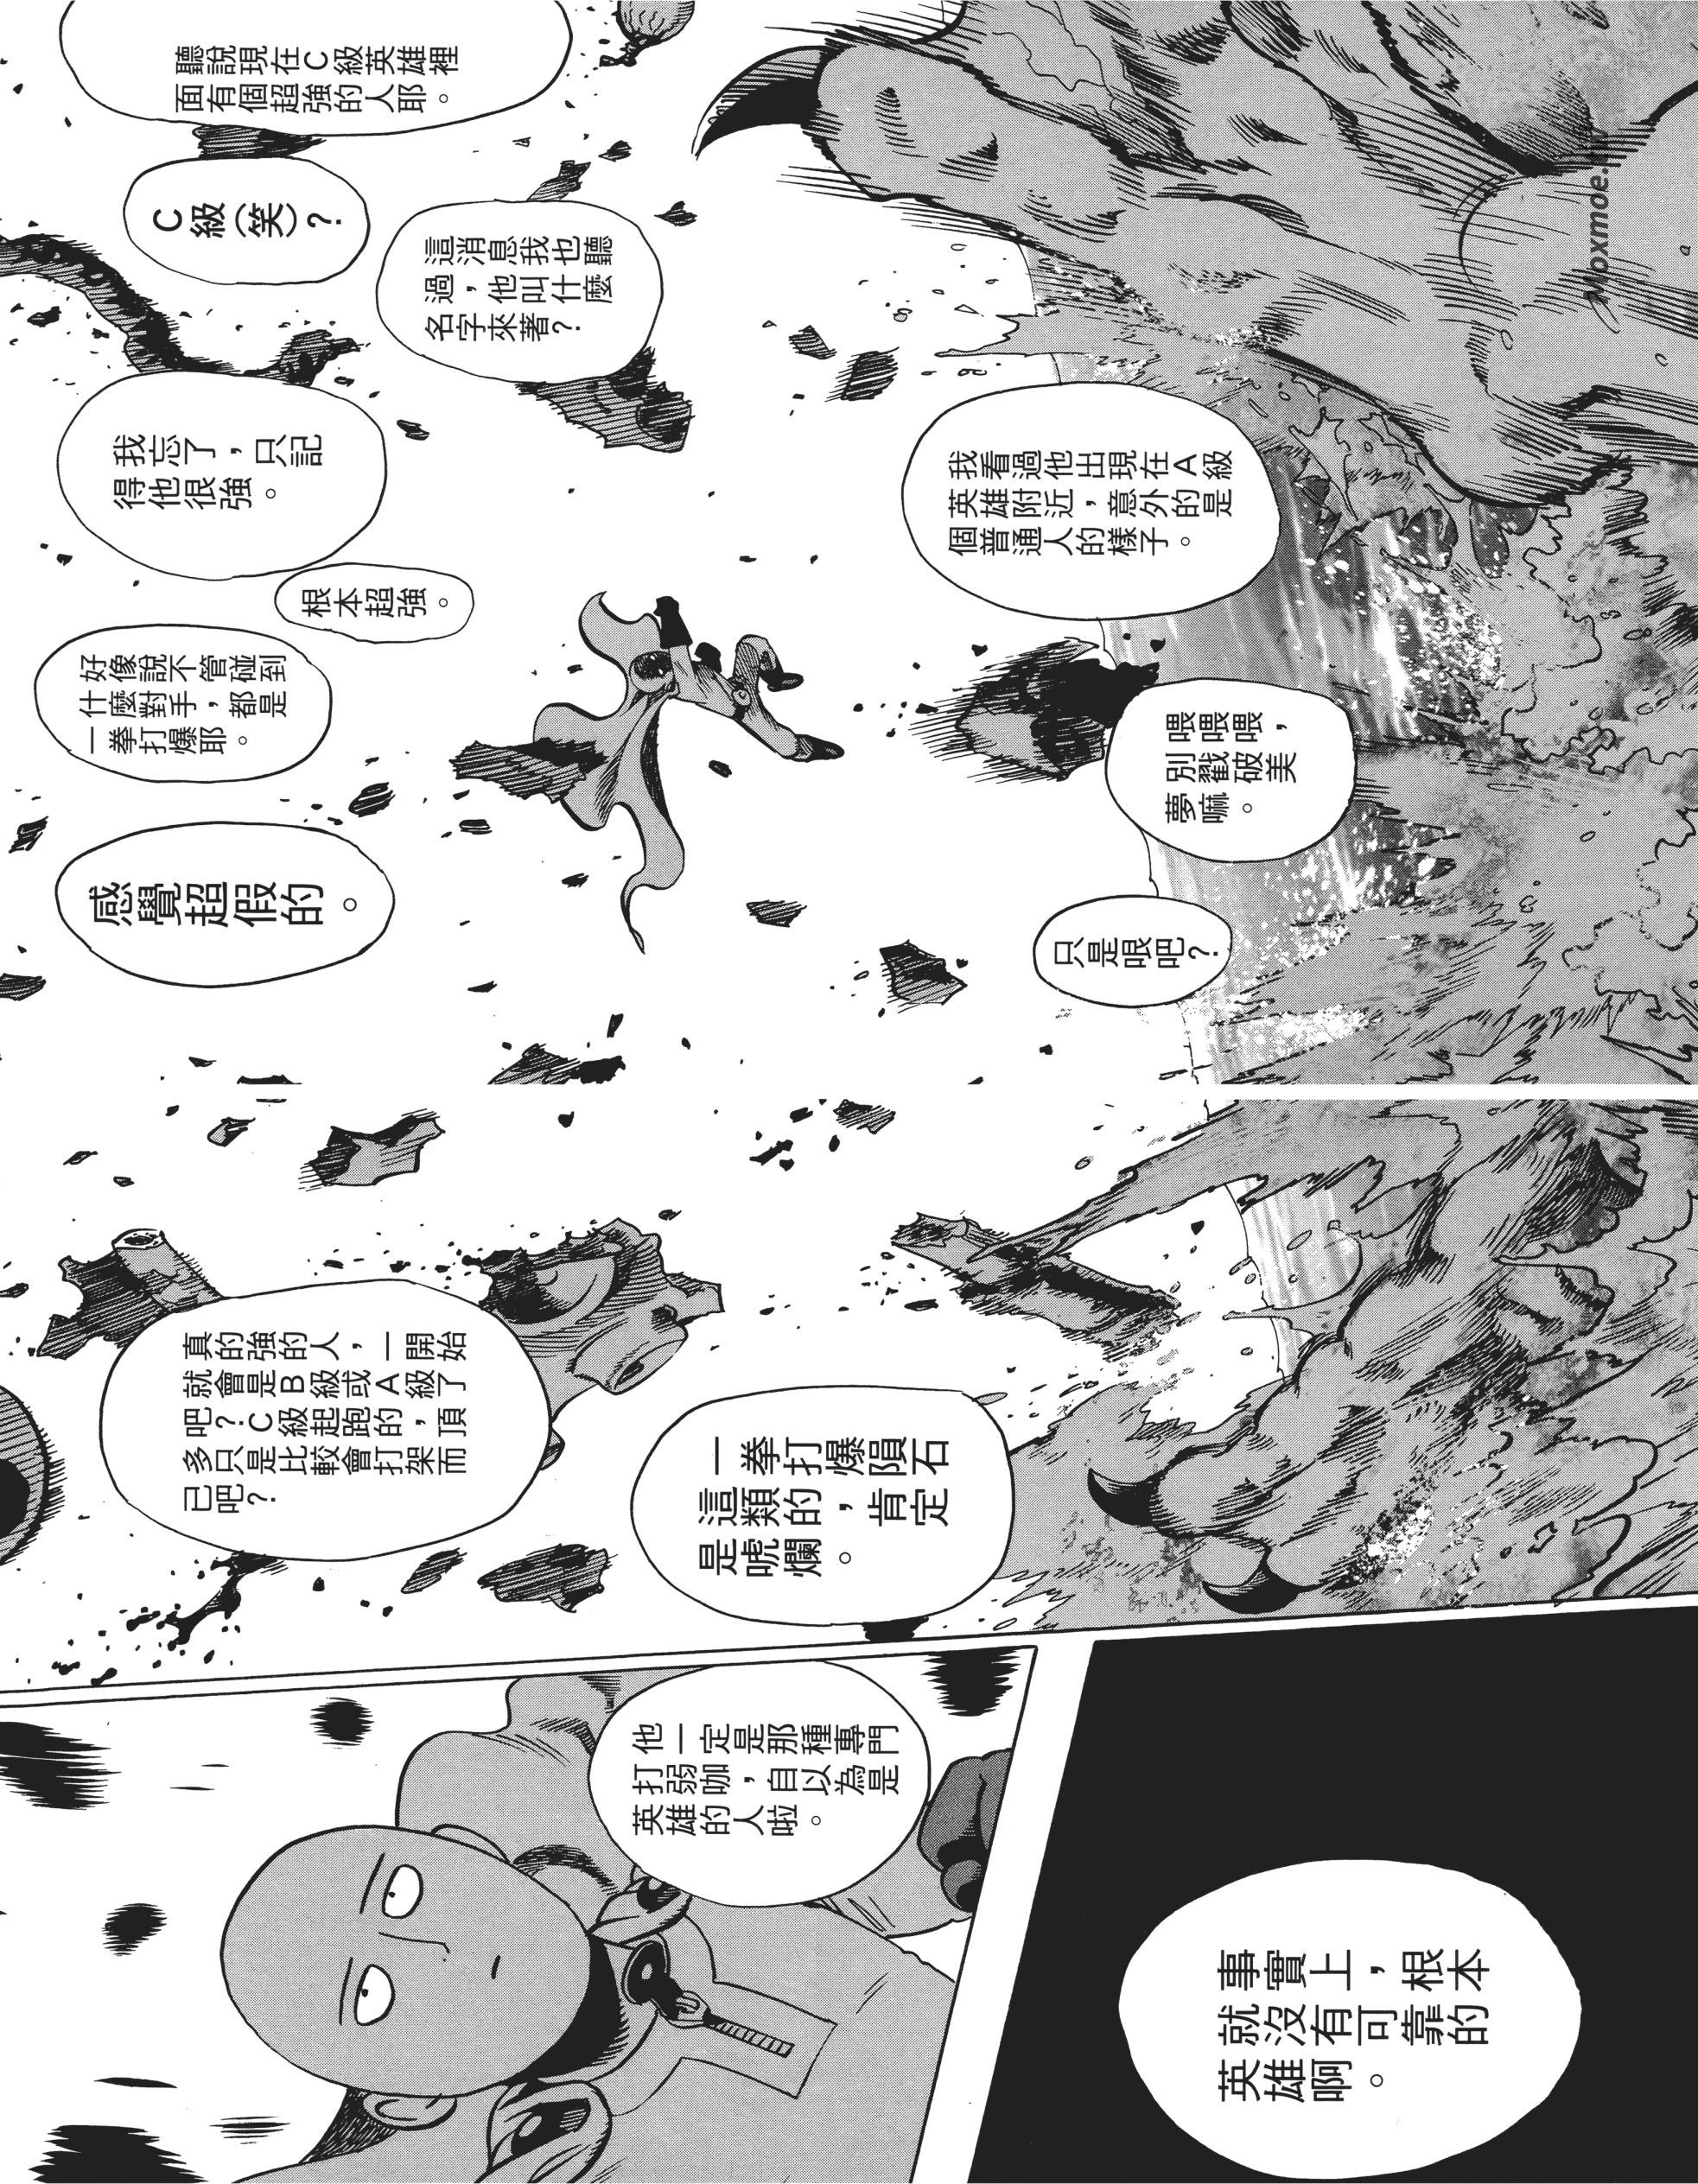 聽說現在C級英雄裡
面有個超強的人耶。
C級(笑)?
這消息我也聽
過，他叫什麼
名字來著？
我忘了，只記
得他很強。
根本超強。
好像說不管碰到
什麼對手，都是
一拳打爆耶。
感覺超假的。
我看過他出現在A級
英雄附近，意外的是
個普通人的樣子。
喂喂喂，
別戳破美
夢嘛。
只是哏吧？
真的強的人，一開始
就會是B級或A級了
吧？C級起跑的，頂
多只是比較會打架而
已吧？
一拳打爆隕石
這類的，肯定
是唬爛。
他一定是那種專門
打弱咖，自以為是
英雄的人啦。
事實上，根本
就沒有可靠的
英雄啊。